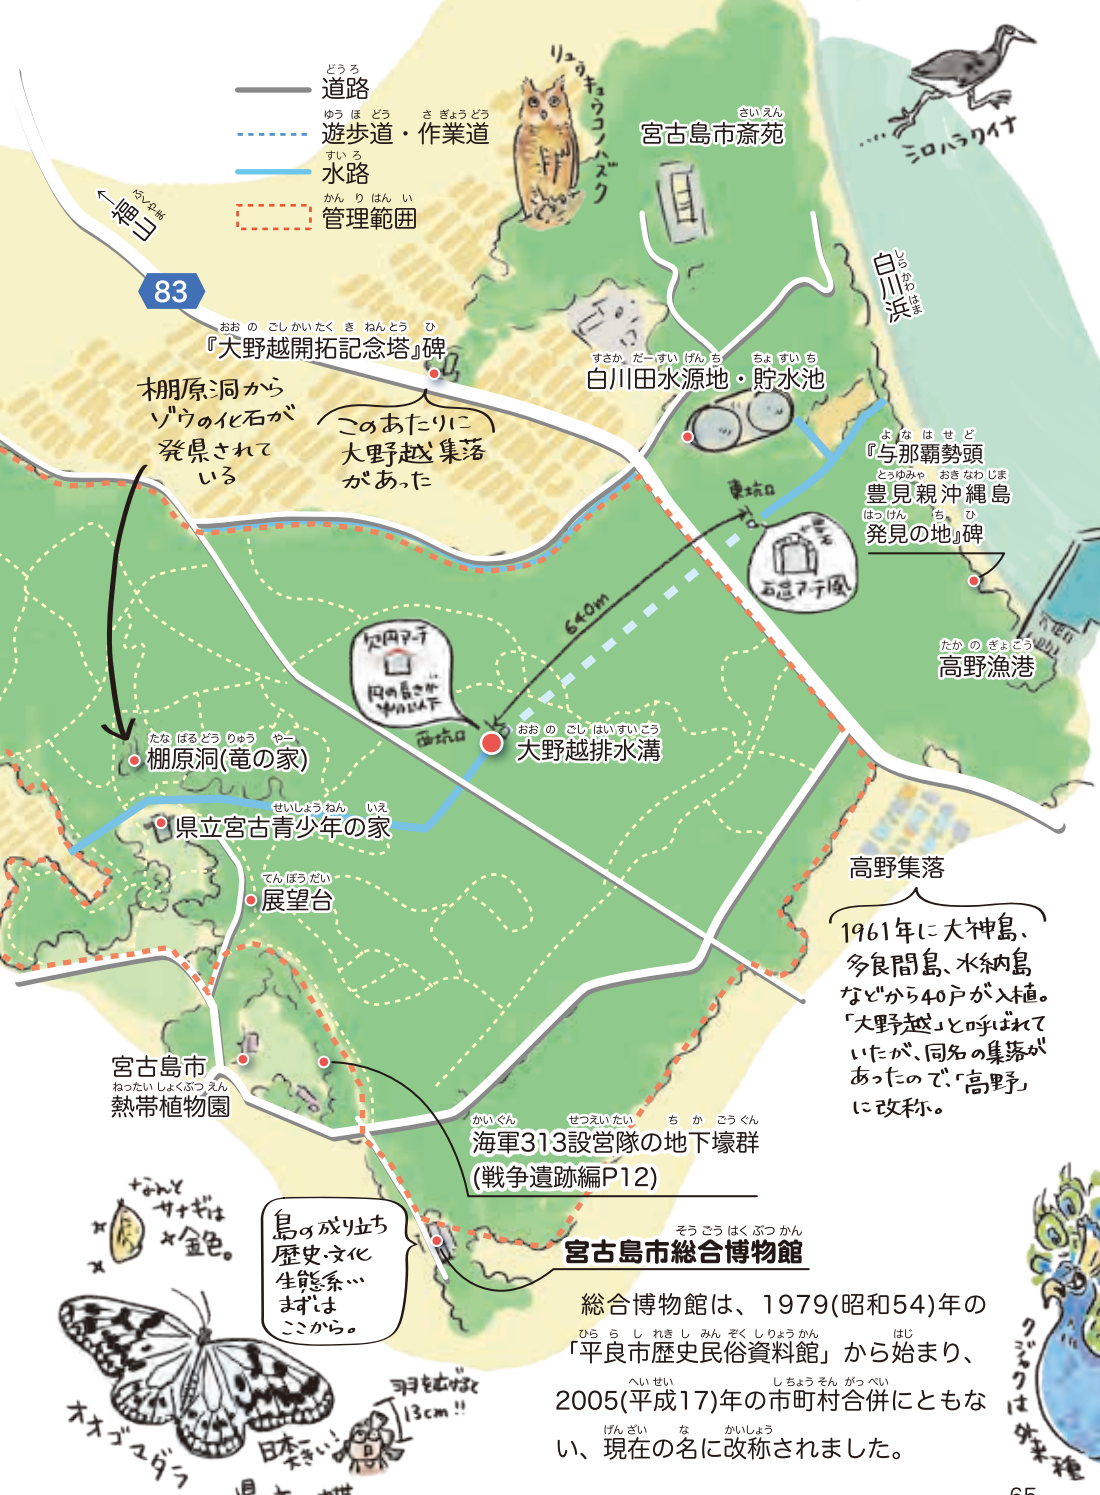 道路
遊歩道・作業道
水路
管理範囲
リュウキュウコノハズク
宮古島市斎苑
シロハラクイナ
←福山
83
白川浜
『大野越開拓記念塔』碑
棚原洞から
ゾウの化石が
発県されて
いる
このあたりに
大野越集落
があった
白川田水源地・貯水池
『与那覇勢頭
豊見親沖縄島
発見の地』碑
東坑口
石造アーチ風
640m
高野漁港
欠円アーチ
円の高さが
西坑口
大野越排水溝
棚原洞(竜の家)
県立宮古青少年の家
展望台
高野集落
1961年に大神島、
多良間島、水納島
などから40戸が入植。
「大野越」と呼ばれて
いたが、同名の集落が
あったので、「高野」
に改称。
宮古島市
熱帯植物園
海軍313設営隊の地下壕群
(戦争遺跡編P12)
なんと
サナギは
金色。
島の成り立ち
歴史・文化
生態系…
まずは
ここから。
宮古島市総合博物館
総合博物館は、1979(昭和54)年の
「平良市歴史民俗資料館」から始まり、
2005(平成17)年の市町村合併にともな
い、現在の名に改称されました。
オオゴマダラ
日本一
大きい!
羽を広げると
13cm!!
クジャクは外来種
65